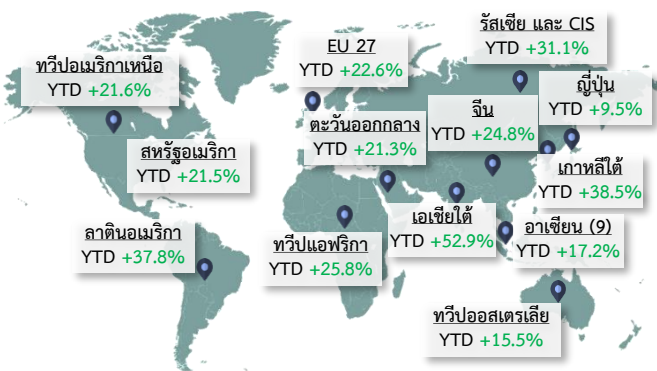 รัสเซีย และ CIS
YTD +31.1%
EU 27
YTD +22.6%
ทวีปอเมริกาเหนือ
YTD +21.6%
ญี่ปุ่น
YTD +9.5%
จีน
YTD +24.8%
ตะวันออกกลาง
YTD +21.3%
สหรัฐอเมริกา
YTD +21.5%
เกาหลีใต้
YTD +38.5%
เอเชียใต้
YTD +52.9%
อาเซียน (9)
YTD +17.2%
ลาตินอเมริกา
YTD +37.8%
ทวีปแอฟริกา
YTD +25.8%
ทวีปออสเตรเลีย
YTD +15.5%